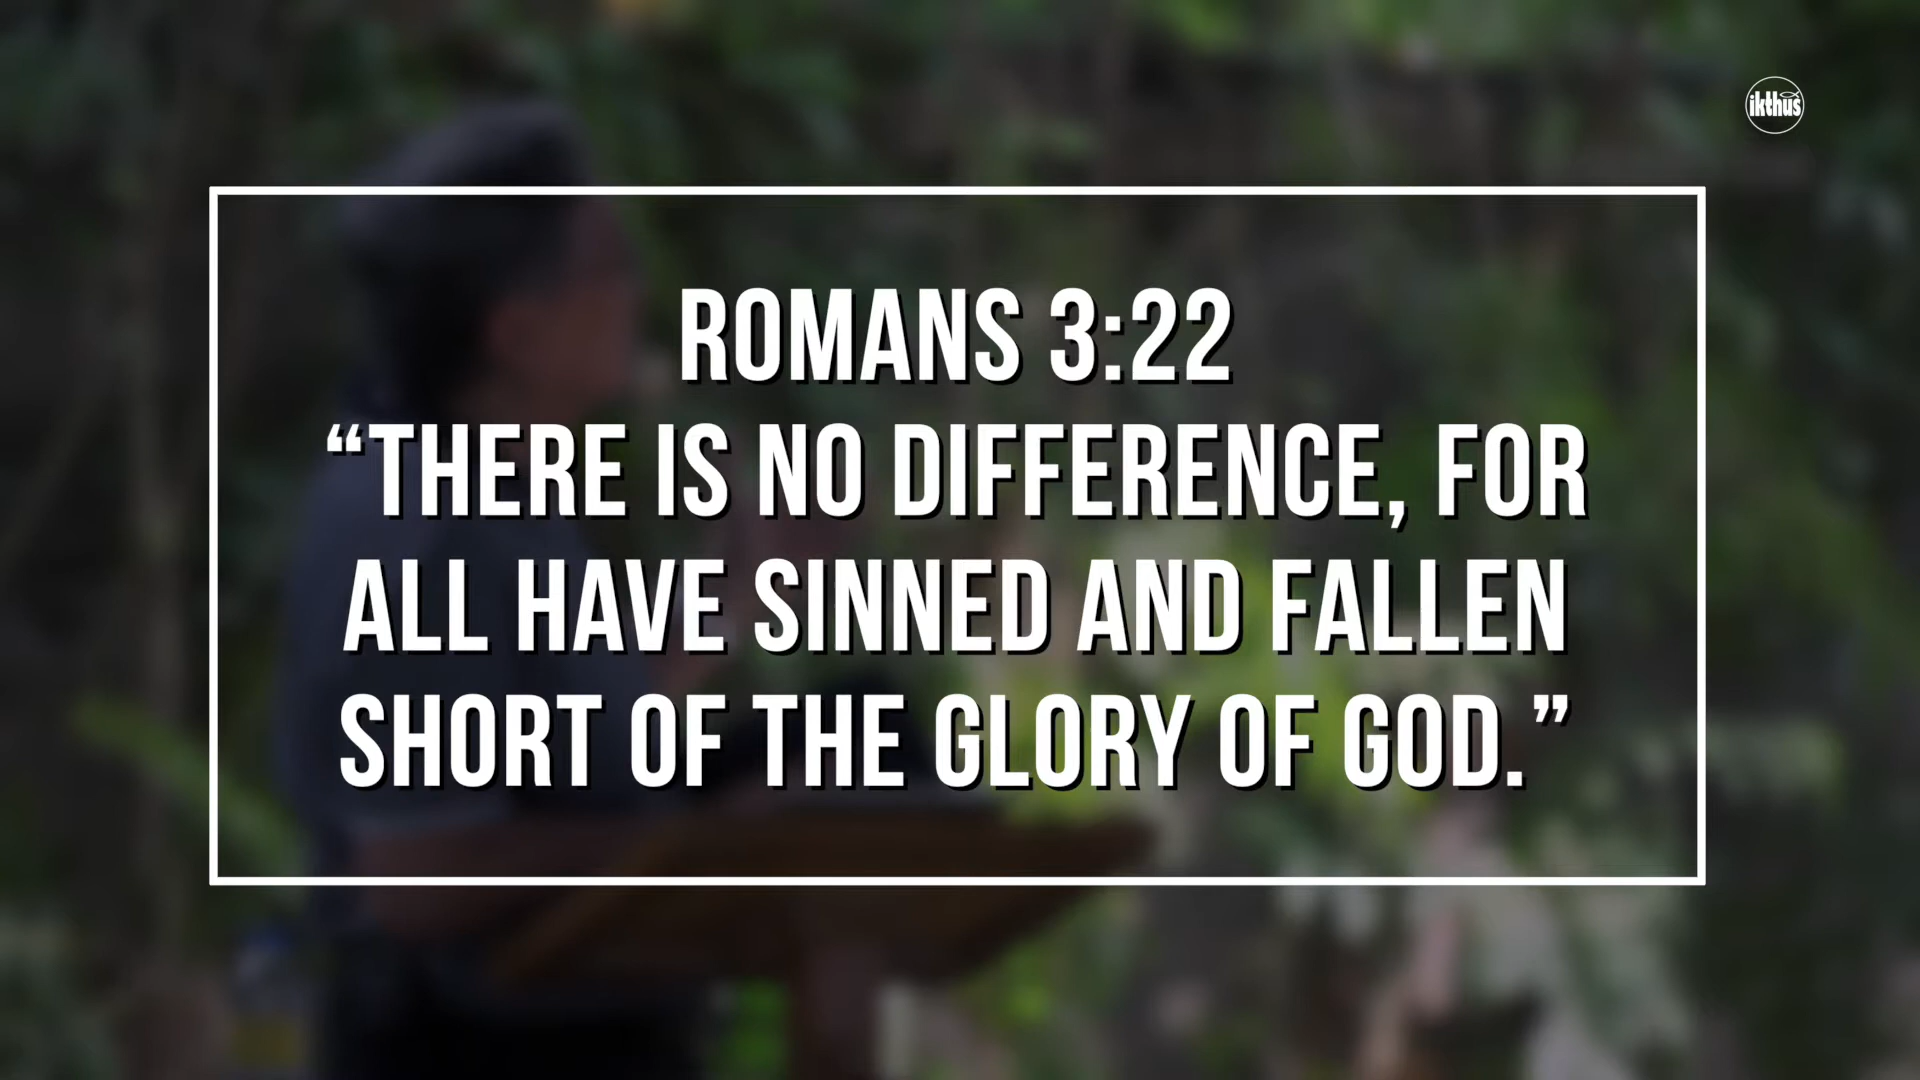 ikthus
ROMANS 3:22
“THERE IS NO DIFFERENCE, FOR
ALL HAVE SINNED AND FALLEN
SHORT OF THE GLORY OF GOD.”